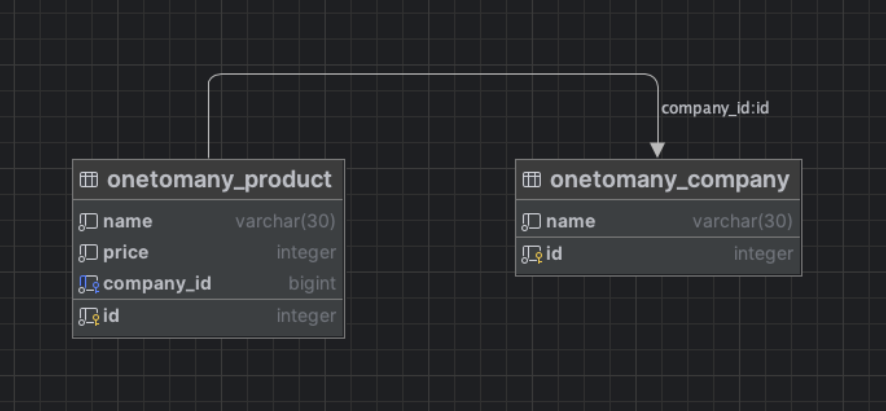 company_id:id
onetomany_product
name varchar(30)
price integer
company_id bigint
id integer
onetomany_company
name varchar(30)
id integer